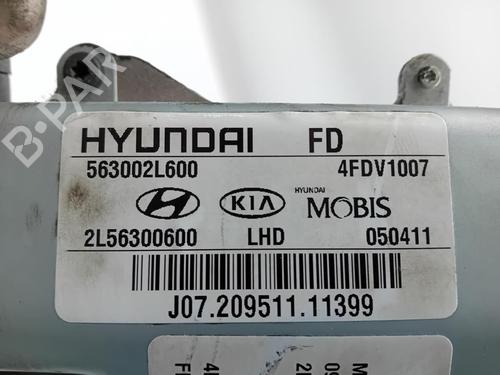 HYUNDAI FD
563002L600 4FDV1007
KIA HYUNDAI MOBIS
2L56300600 LHD 050411
J07.209511.11399
B-PARTS